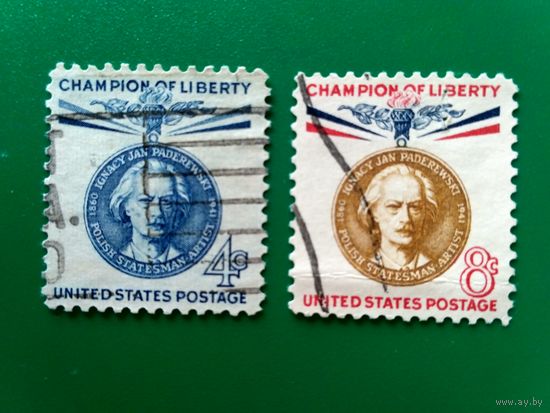 CHAMPION OF LIBERTY
IGNACY JAN PADEREWSKI
1860 1941
POLISH STATESMAN-ARTIST
4¢
UNITED STATES POSTAGE
A.
CHAMPION OF LIBERTY
IGNACY JAN PADEREWSKI
1860 1941
POLISH STATESMAN-ARTIST
8¢
UNITED STATES POSTAGE
www.ay.by